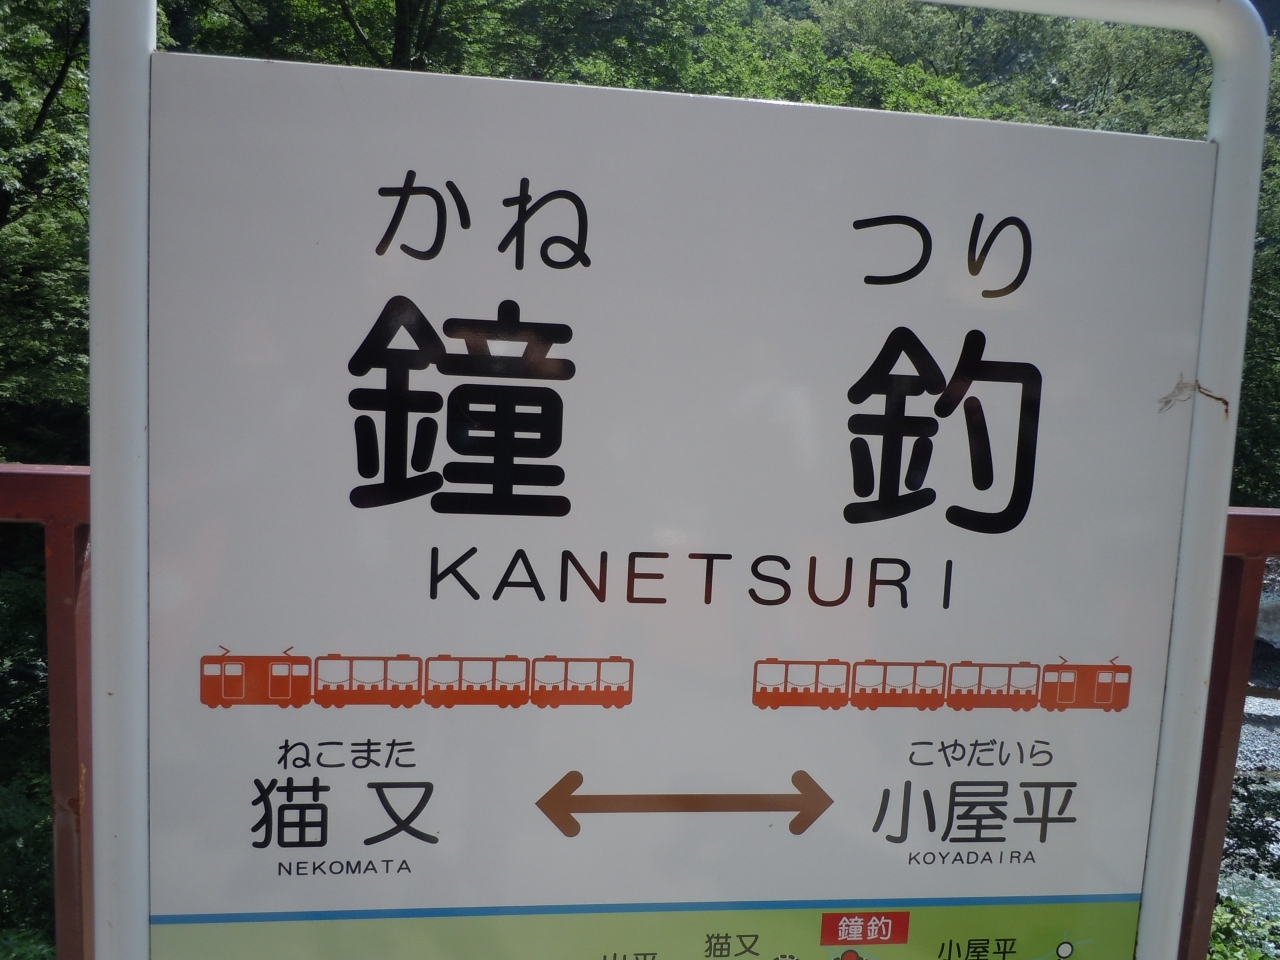 かね つり
鐘 釣
KANETSURI
ねこまた こやだいら
猫又 小屋平
NEKOMATA KOYADAIRA
猫又 鐘釣 小屋平